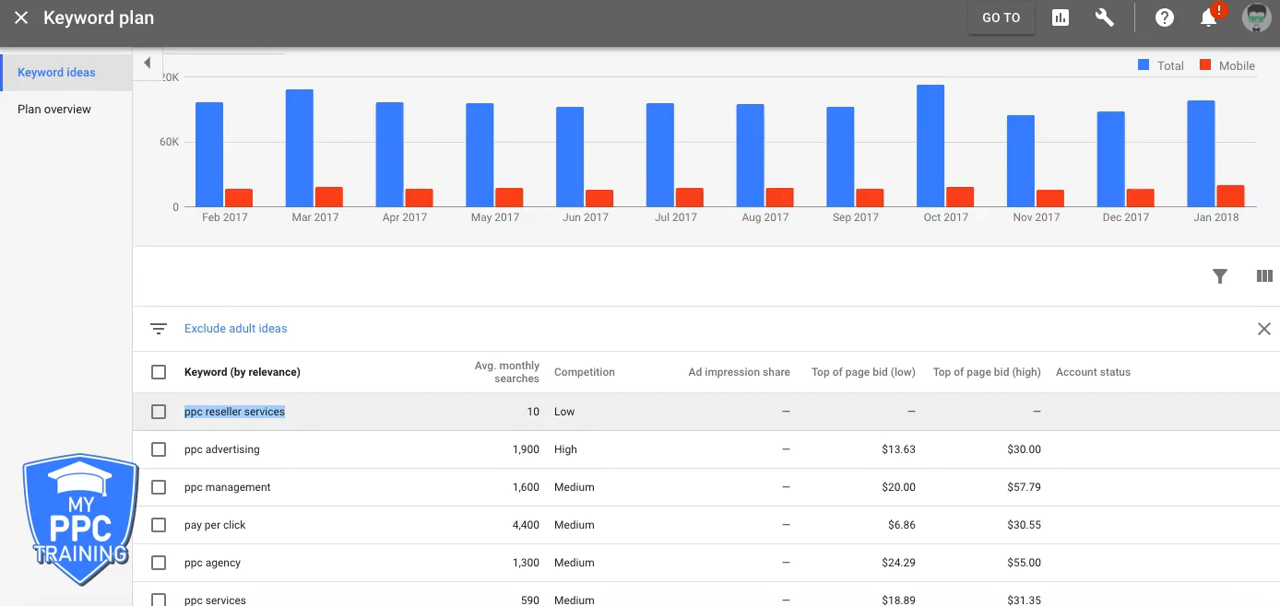 Keyword plan
GO TO
!
Keyword ideas
Plan overview
Total Mobile
20K
60K
0
Feb 2017 Mar 2017 Apr 2017 May 2017 Jun 2017 Jul 2017 Aug 2017 Sep 2017 Oct 2017 Nov 2017 Dec 2017 Jan 2018
Exclude adult ideas
Keyword (by relevance) Avg. monthly searches Competition Ad impression share Top of page bid (low) Top of page bid (high) Account status
ppc reseller services 10 Low – – –
ppc advertising 1,900 High – $13.63 $30.00
ppc management 1,600 Medium – $20.00 $57.79
pay per click 4,400 Medium – $6.86 $30.55
ppc agency 1,300 Medium – $24.29 $55.00
ppc services 590 Medium – $18.89 $31.35
MY
PPC
TRAINING